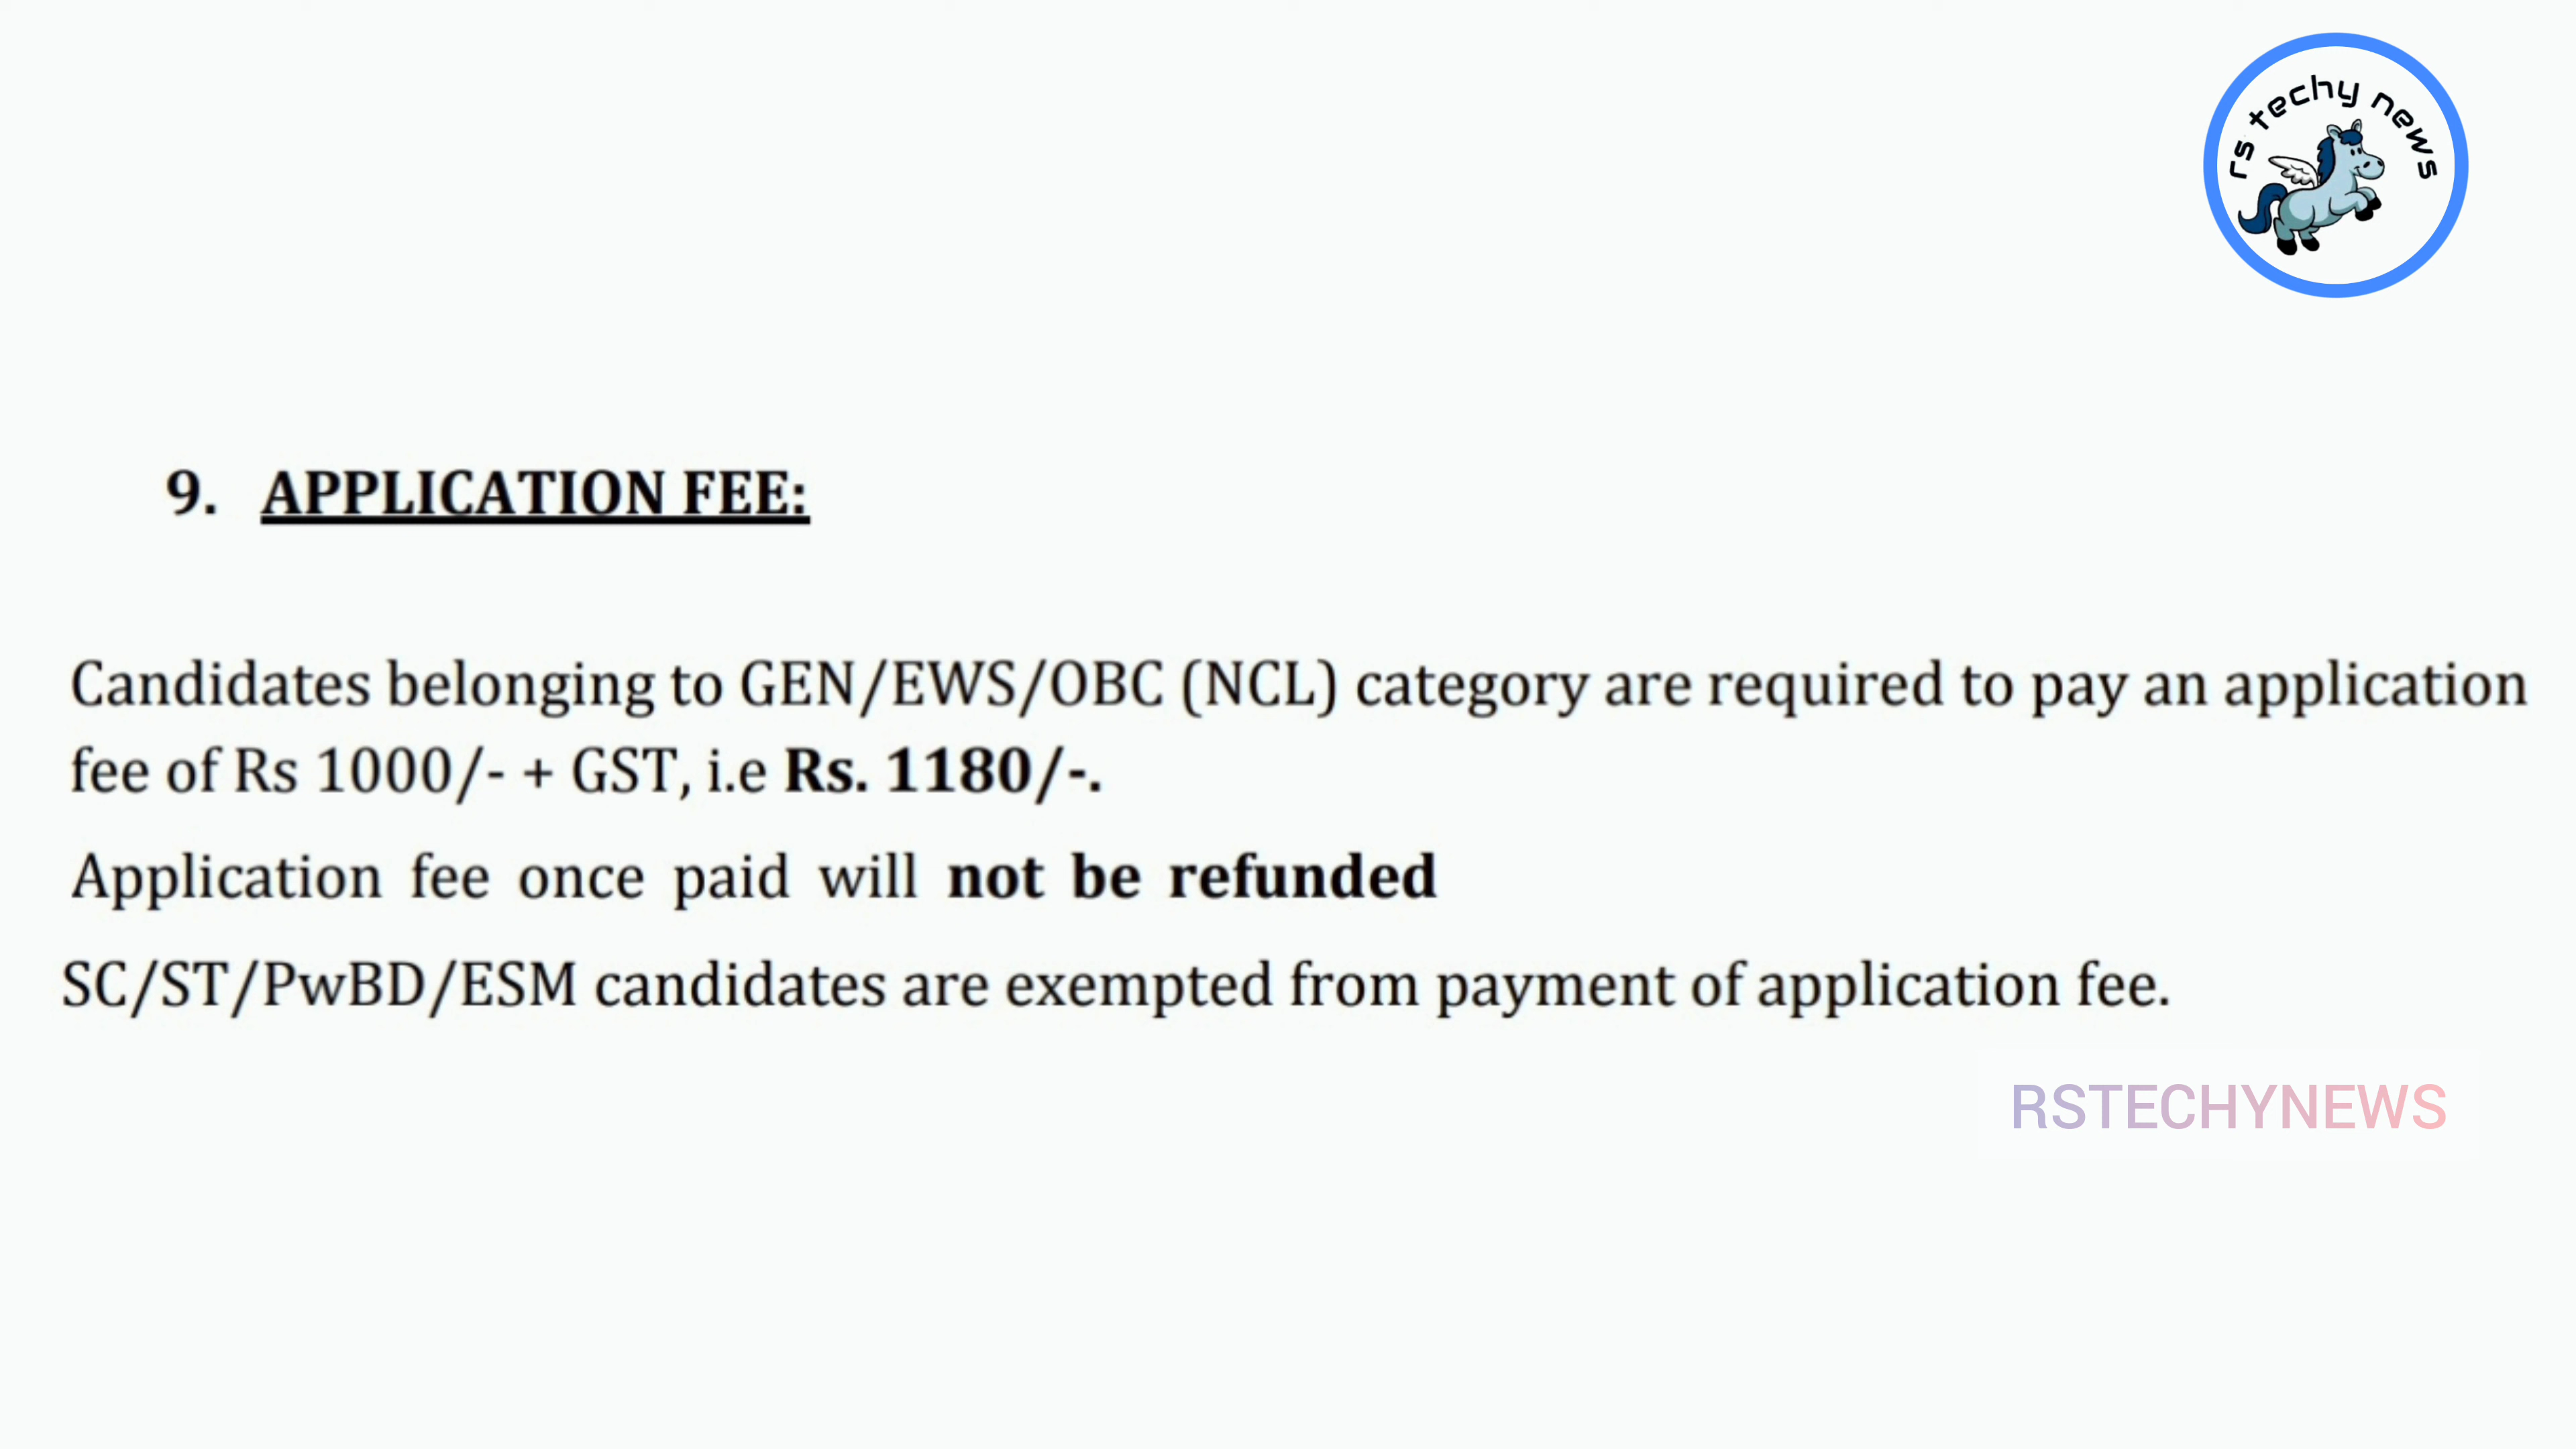 rs techy news
9. APPLICATION FEE:
Candidates belonging to GEN/EWS/OBC (NCL) category are required to pay an application
fee of Rs 1000/- + GST, i.e Rs. 1180/-.
Application fee once paid will not be refunded
SC/ST/PwBD/ESM candidates are exempted from payment of application fee.
RSTECHYNEWS